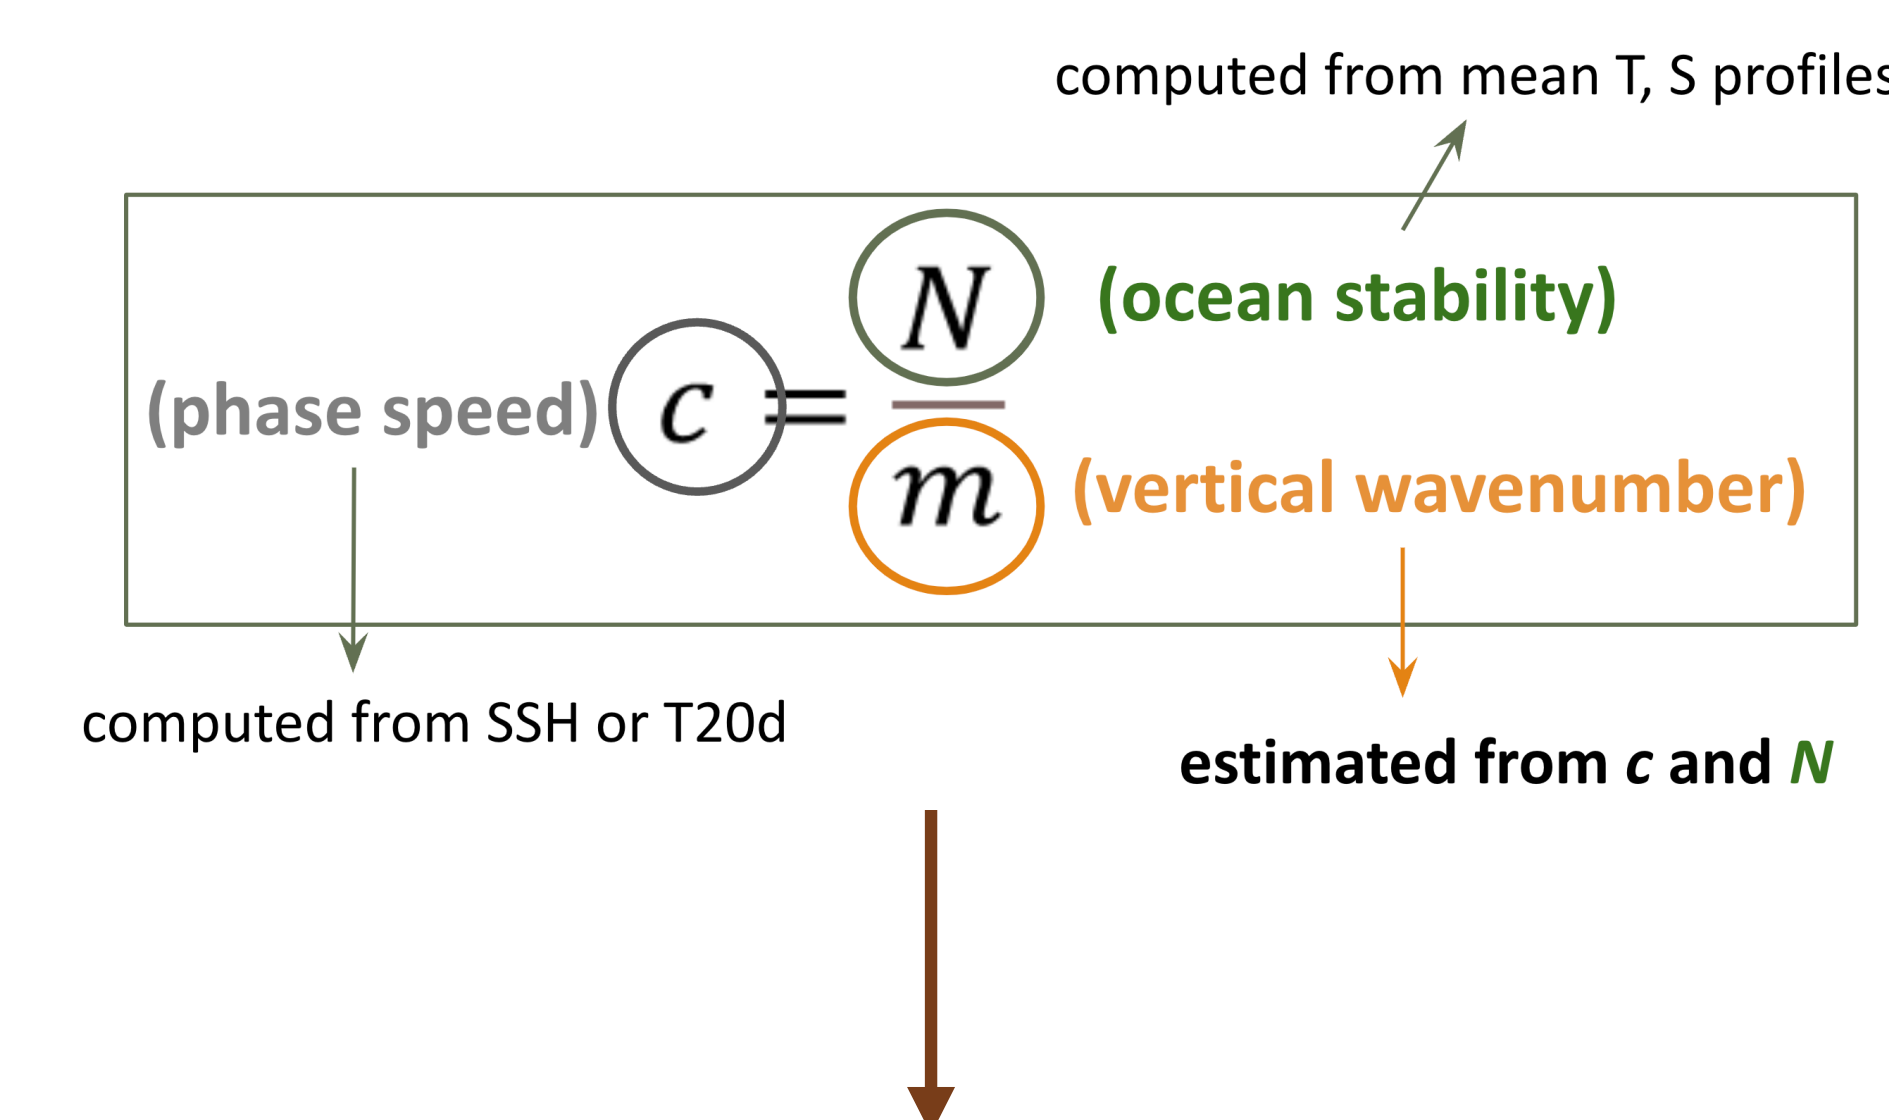 computed from mean T, S profiles
N (ocean stability)
(phase speed) c =
m (vertical wavenumber)
computed from SSH or T20d
estimated from c and N